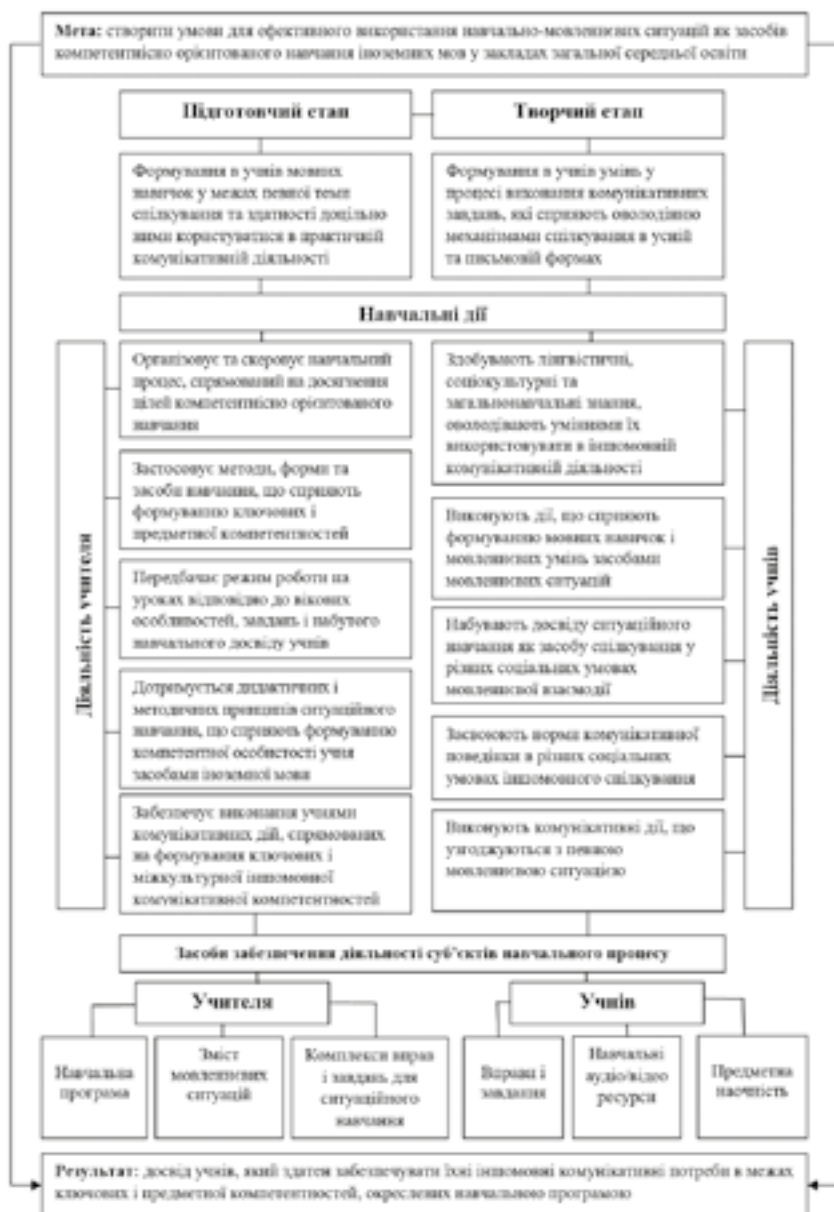 Мета: створити умови для ефективного використання навчально-мовленнєвих ситуацій як засобів
компетентнісно орієнтованого навчання іноземних мов у закладах загальної середньої освіти
Підготовчий етап
Творчий етап
Формування в учнів мовних
навичок у межах певної теми
спілкування та здатності доцільно
ними користуватися в практичній
комунікативній діяльності
Формування в учнів умінь у
процесі виконання комунікативних
завдань, які сприяють оволодінню
механізмами спілкування в усній
та письмовій формах
Навчальні дії
Діяльність учителя
Організовує та скеровує навчальний
процес, спрямований на досягнення
цілей компетентнісно орієнтованого
навчання
Застосовує методи, форми та
засоби навчання, що сприяють
формуванню ключових і
предметної компетентностей
Передбачає режим роботи на
уроках відповідно до вікових
особливостей, завдань і набутого
навчального досвіду учнів
Дотримується дидактичних і
методичних принципів ситуаційного
навчання, що сприяють формуванню
компетентної особистості учня
засобами іноземної мови
Забезпечує виконання учнями
комунікативних дій, спрямованих
на формування ключових і
міжкультурної іншомовної
комунікативної компетентностей
Здобувають лінгвістичні,
соціокультурні та
загальнонавчальні знання,
оволодівають уміннями їх
використовувати в іншомовній
комунікативній діяльності
Виконують дії, що сприяють
формуванню мовних навичок і
мовленнєвих умінь засобами
мовленнєвих ситуацій
Набувають досвіду ситуаційного
навчання як засобу спілкування у
різних соціальних умовах
мовленнєвої взаємодії
Засвоюють норми комунікативної
поведінки в різних соціальних
умовах іншомовного спілкування
Виконують комунікативні дії, що
узгоджуються з певною
мовленнєвою ситуацією
Діяльність учнів
Засоби забезпечення діяльності суб'єктів навчального процесу
Учителя
Учнів
Навчальна
програма
Зміст
мовленнєвих
ситуацій
Комплекси вправ
і завдань для
ситуаційного
навчання
Вправи і
завдання
Навчальні
аудіо/відео
ресурси
Предметна
наочність
Результат: досвід учнів, який здатен забезпечувати їхні іншомовні комунікативні потреби в межах
ключових і предметної компетентностей, окреслених навчальною програмою